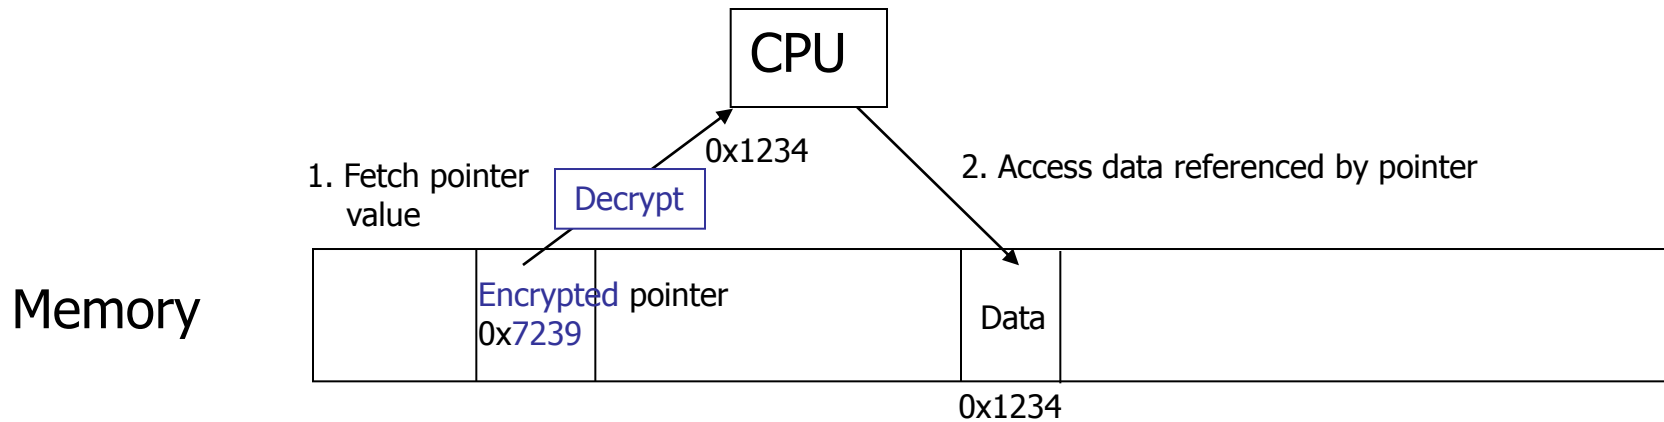 CPU
0x1234
1. Fetch pointer
value
Decrypt
2. Access data referenced by pointer
Memory
Encrypted pointer
0x7239
Data
0x1234